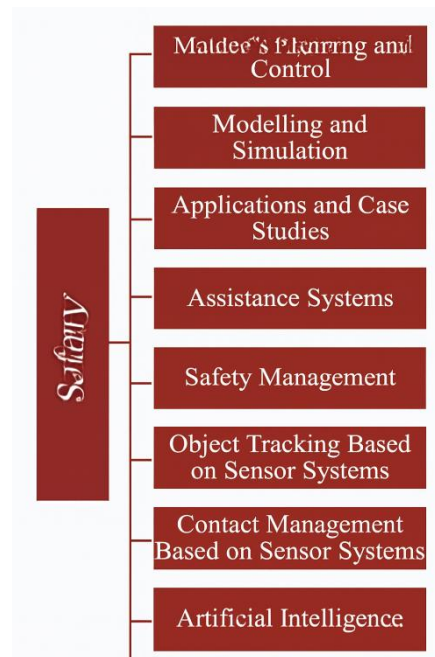 and
Control
Modelling and
Simulation
Applications and Case
Studies
Assistance Systems
Safety Management
Object Tracking Based
on Sensor Systems
Contact Management
Based on Sensor Systems
Artificial Intelligence